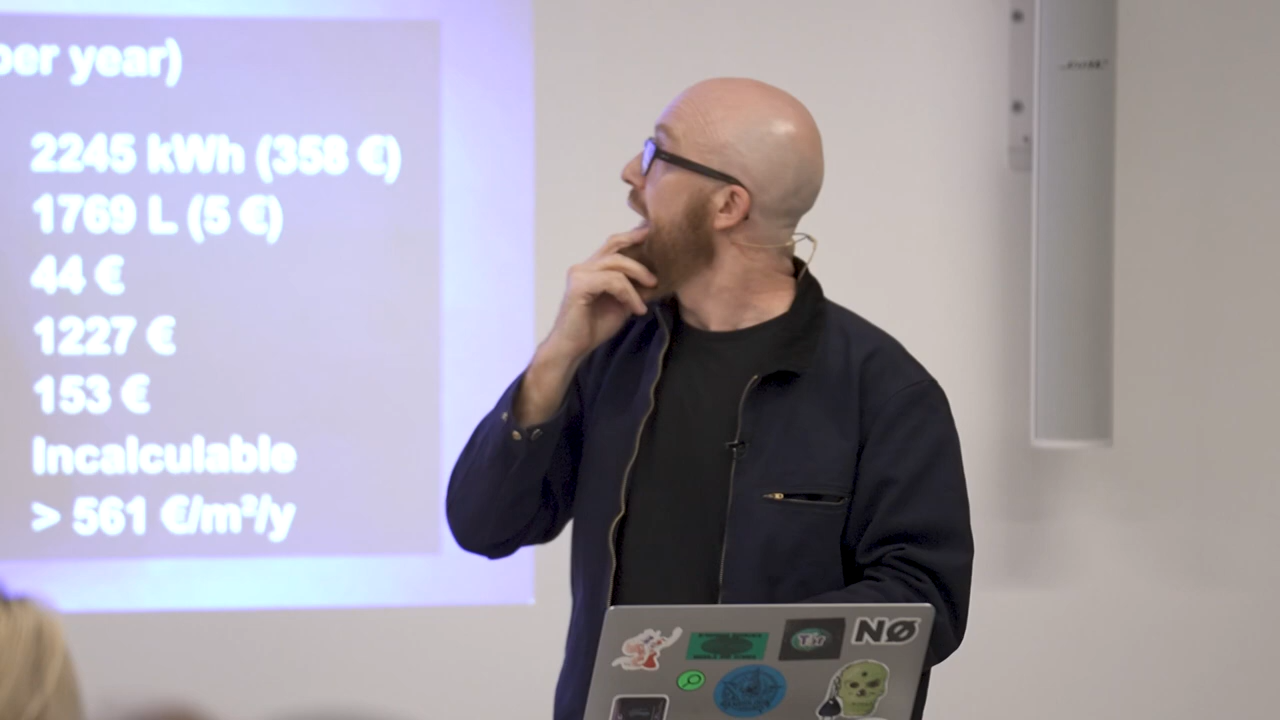 per year)
2245 kWh (358 €)
1769 L (5 €)
44 €
1227 €
153 €
Incalculable
> 561 €/m²/y
NØ